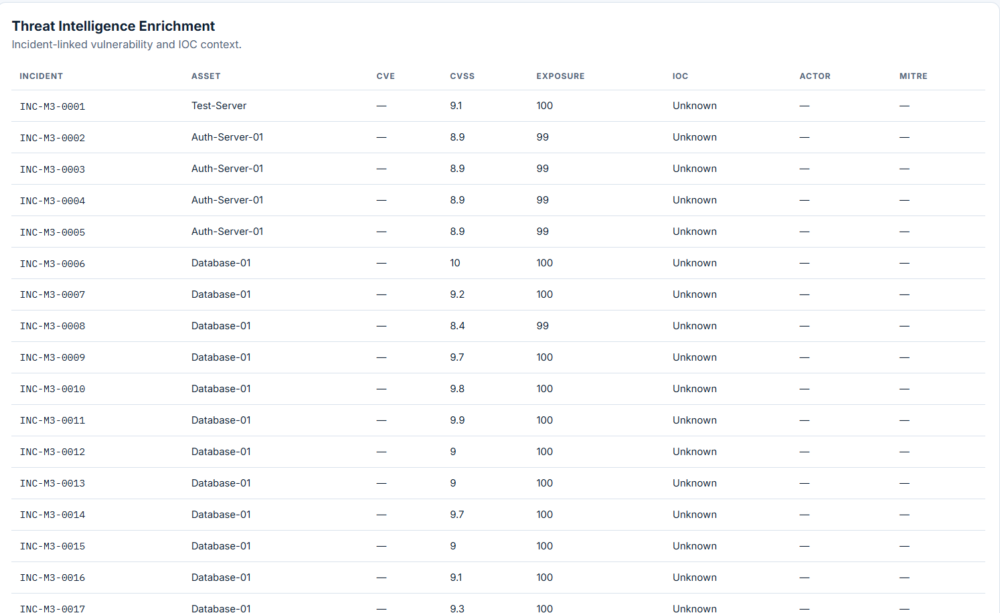 Threat Intelligence Enrichment
Incident-linked vulnerability and IOC context.
INCIDENT ASSET CVE CVSS EXPOSURE IOC ACTOR MITRE
INC-M3-0001 Test-Server — 9.1 100 Unknown — —
INC-M3-0002 Auth-Server-01 — 8.9 99 Unknown — —
INC-M3-0003 Auth-Server-01 — 8.9 99 Unknown — —
INC-M3-0004 Auth-Server-01 — 8.9 99 Unknown — —
INC-M3-0005 Auth-Server-01 — 8.9 99 Unknown — —
INC-M3-0006 Database-01 — 10 100 Unknown — —
INC-M3-0007 Database-01 — 9.2 100 Unknown — —
INC-M3-0008 Database-01 — 8.4 99 Unknown — —
INC-M3-0009 Database-01 — 9.7 100 Unknown — —
INC-M3-0010 Database-01 — 9.8 100 Unknown — —
INC-M3-0011 Database-01 — 9.9 100 Unknown — —
INC-M3-0012 Database-01 — 9 100 Unknown — —
INC-M3-0013 Database-01 — 9 100 Unknown — —
INC-M3-0014 Database-01 — 9.7 100 Unknown — —
INC-M3-0015 Database-01 — 9 100 Unknown — —
INC-M3-0016 Database-01 — 9.1 100 Unknown — —
INC-M3-0017 Database-01 — 9.3 100 Unknown — —